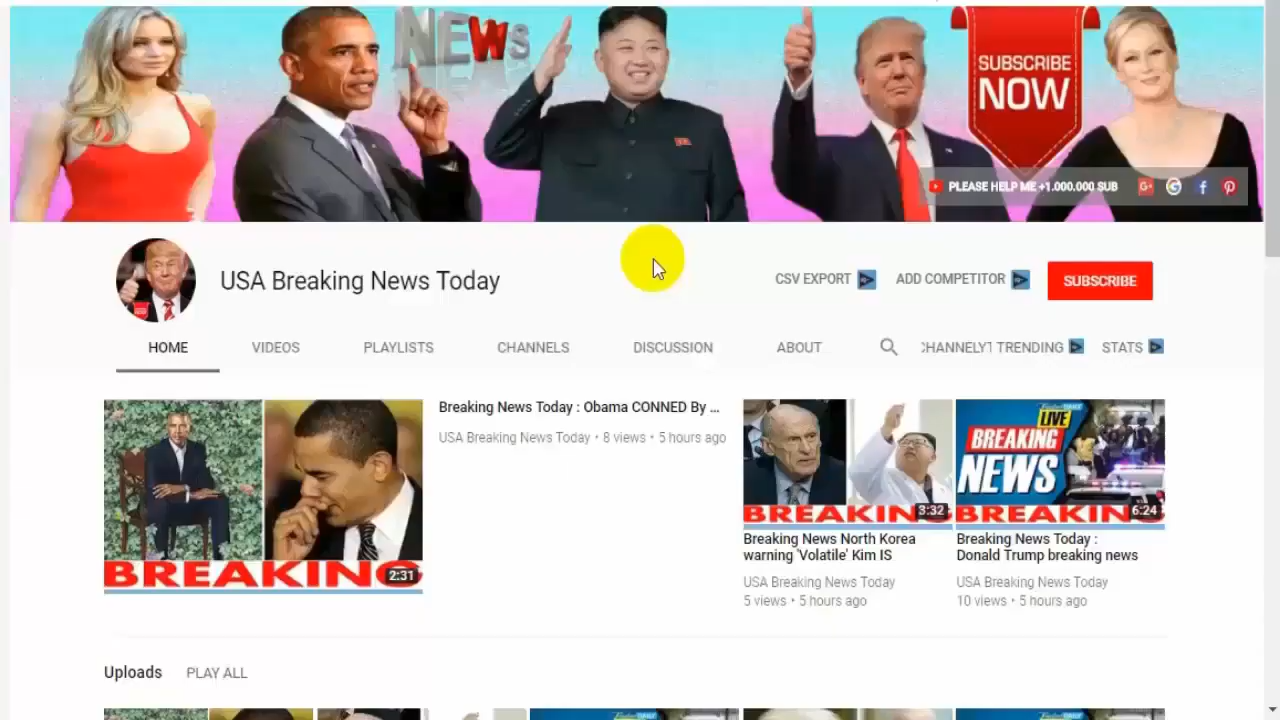 NEWS
SUBSCRIBE
NOW
PLEASE HELP ME +1.000.000 SUB
USA Breaking News Today
CSV EXPORT
ADD COMPETITOR
SUBSCRIBE
HOME
VIDEOS
PLAYLISTS
CHANNELS
DISCUSSION
ABOUT
CHANNELYT TRENDING
STATS
BREAKING
2:31
Breaking News Today : Obama CONNED By ...
USA Breaking News Today • 8 views • 5 hours ago
BREAKIN
3:32
Breaking News North Korea
warning 'Volatile' Kim IS
USA Breaking News Today
5 views • 5 hours ago
LIVE
BREAKING
NEWS
BREAKIN
6:24
Breaking News Today :
Donald Trump breaking news
USA Breaking News Today
10 views • 5 hours ago
Uploads
PLAY ALL